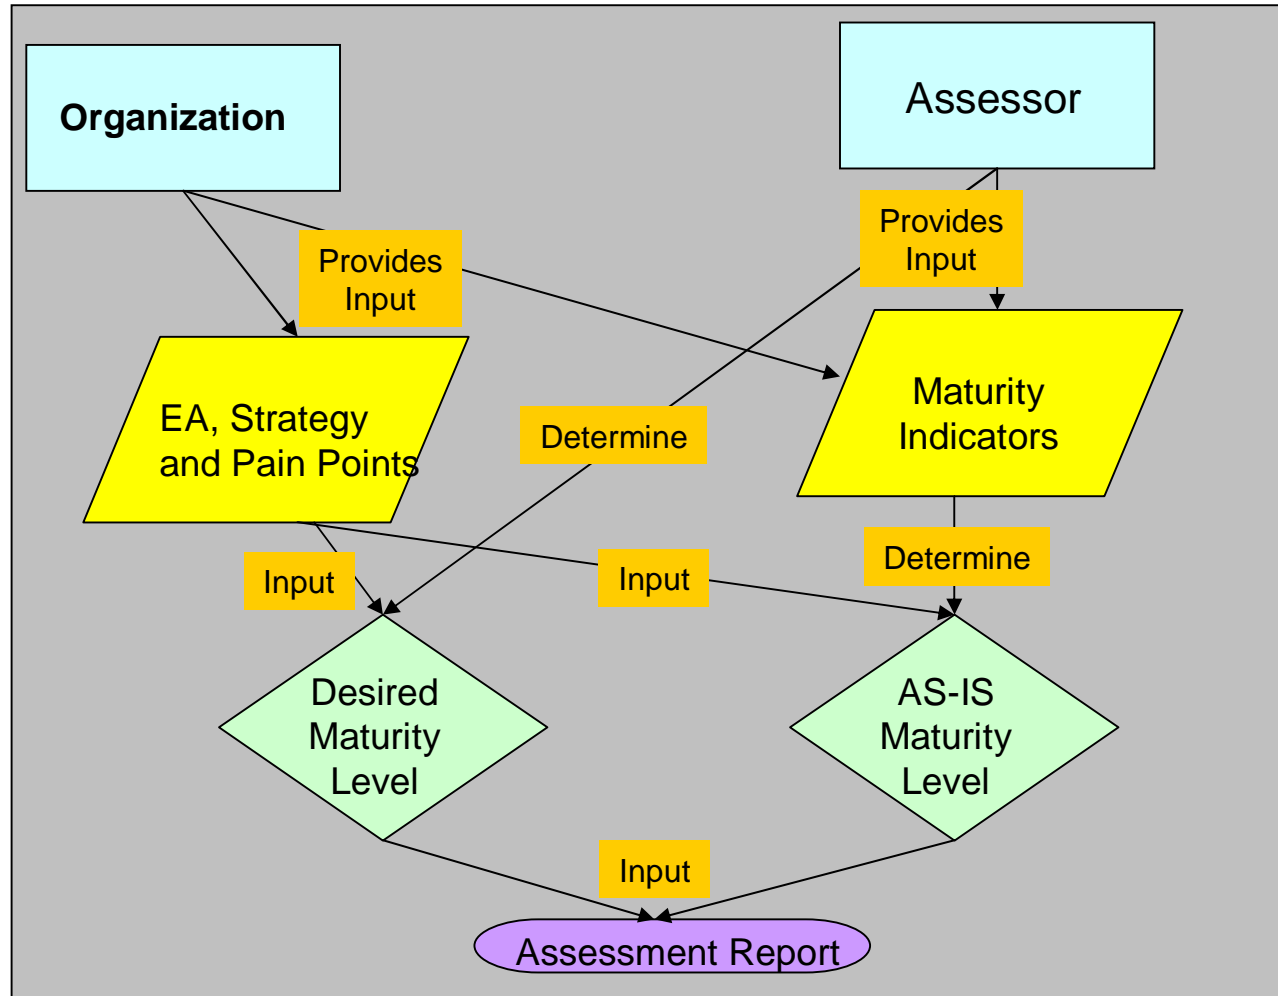 Organization
Assessor
Provides
Input
Provides
Input
EA, Strategy
and Pain Points
Maturity
Indicators
Determine
Input
Input
Determine
Desired
Maturity
Level
AS-IS
Maturity
Level
Input
Assessment Report